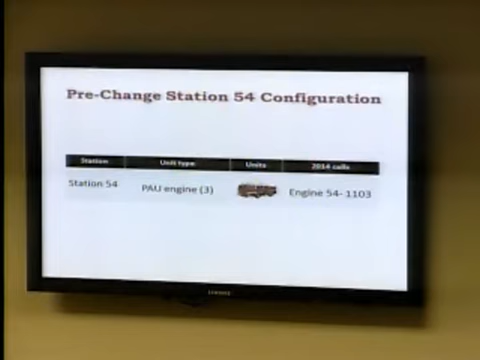 Pre-Change Station 54 Configuration
Station Unit type Units 2014 calls
Station 54 PAU engine (3) Engine 54- 1103
SAMSUNG